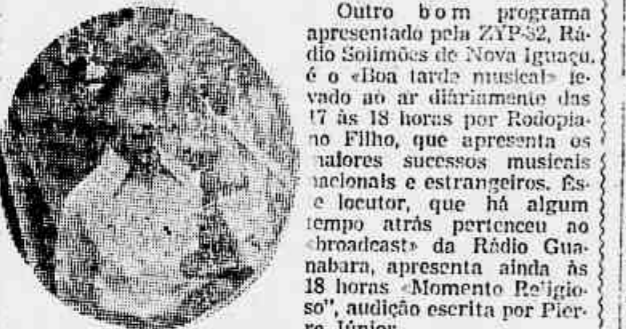 Outro bom programa
apresentado pela ZYP-32, Rá-
dio Solimões de Nova Iguaçu.
é o «Boa tarde musical» le-
vado ao ar diàriamente das
17 às 18 horas por Rodopia-
no Filho, que apresenta os
maiores sucessos musicais
nacionais e estrangeiros. Es-
e locutor, que há algum
tempo atrás pertenceu ao
«broadcast» da Rádio Gua-
nabara, apresenta ainda às
18 horas «Momento Religio-
so", audição escrita por Pier-
re Júnior